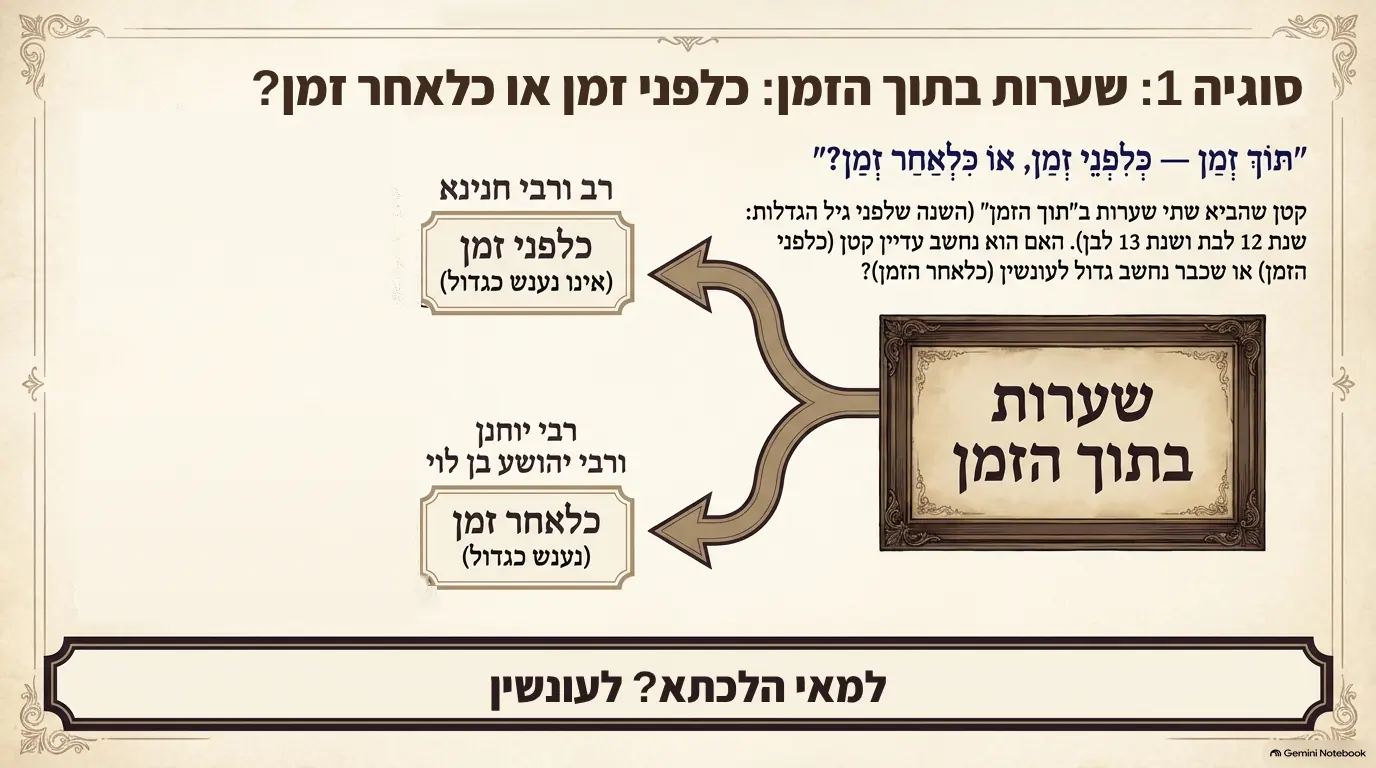 סוגיה 1: שערות בתוך הזמן: כלפני זמן או כלאחר זמן?
"תּוֹךְ זְמַן — כְּלִפְנֵי זְמַן, אוֹ כִּלְאַחַר זְמַן?"
קטן שהביא שתי שערות ב"תוך הזמן" (השנה שלפני גיל הגדלות:
שנת 12 לבת ושנת 13 לבן). האם הוא נחשב עדיין קטן (כלפני
הזמן) או שכבר נחשב גדול לעונשין (כלאחר הזמן)?
שערות
בתוך הזמן
רב ורבי חנינא
כלפני זמן
(אינו נענש כגדול)
רבי יוחנן
ורבי יהושע בן לוי
כלאחר זמן
(נענש כגדול)
למאי הלכתא? לעונשין
Gemini Notebook